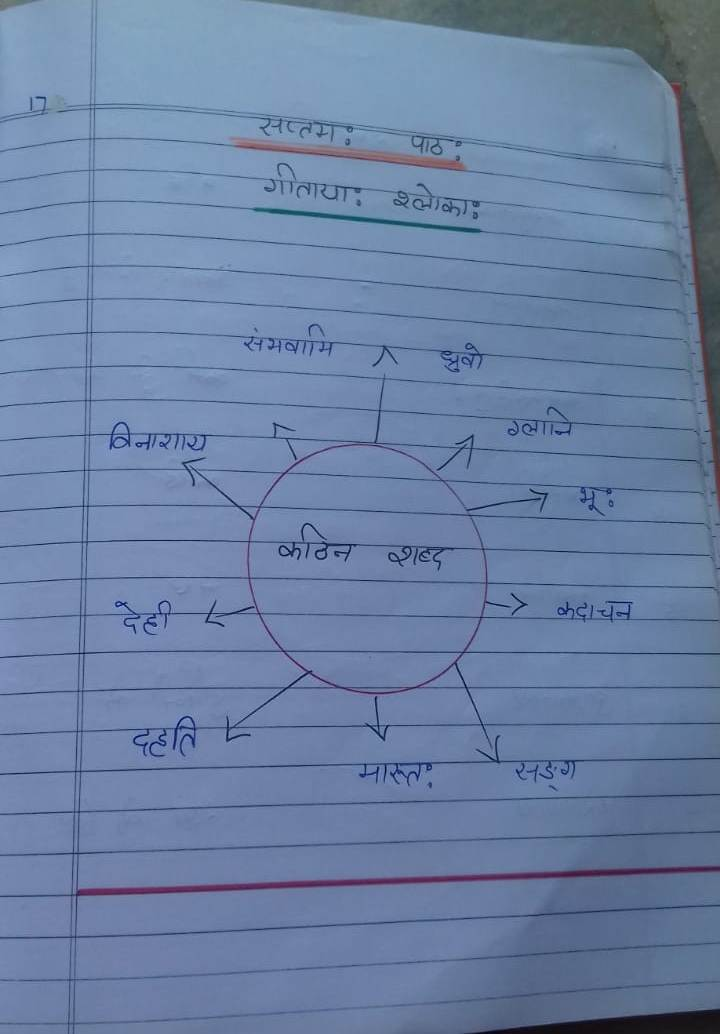 17
सप्तमः पाठः
गीतायाः श्लोकाः
संभवामि ध्रुवो
ग्लानि
विनाशाय
भूः
कठिन शब्द
देही
कदाचन
दहति
मारूतः सङ्ग